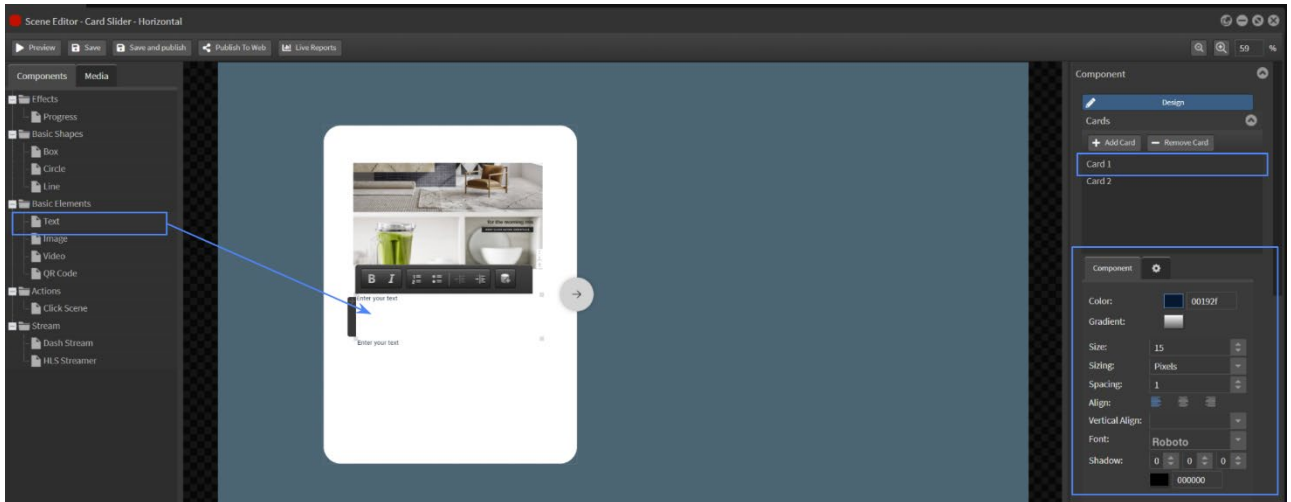 Scene Editor - Card Slider - Horizontal
Preview Save Save and publish Publish To Web Live Reports 59 %
Components Media
Effects
Progress
Basic Shapes
Box
Circle
Line
Basic Elements
Text
Image
Video
QR Code
Actions
Click Scene
Stream
Dash Stream
HLS Streamer
for the morning mix
B I
Enter your text
Enter your text
Component
Design
Cards
Add Card Remove Card
Card 1
Card 2
Component
Color: 00192f
Gradient:
Size: 15
Sizing: Pixels
Spacing: 1
Align:
Vertical Align:
Font: Roboto
Shadow: 0 0 0
000000